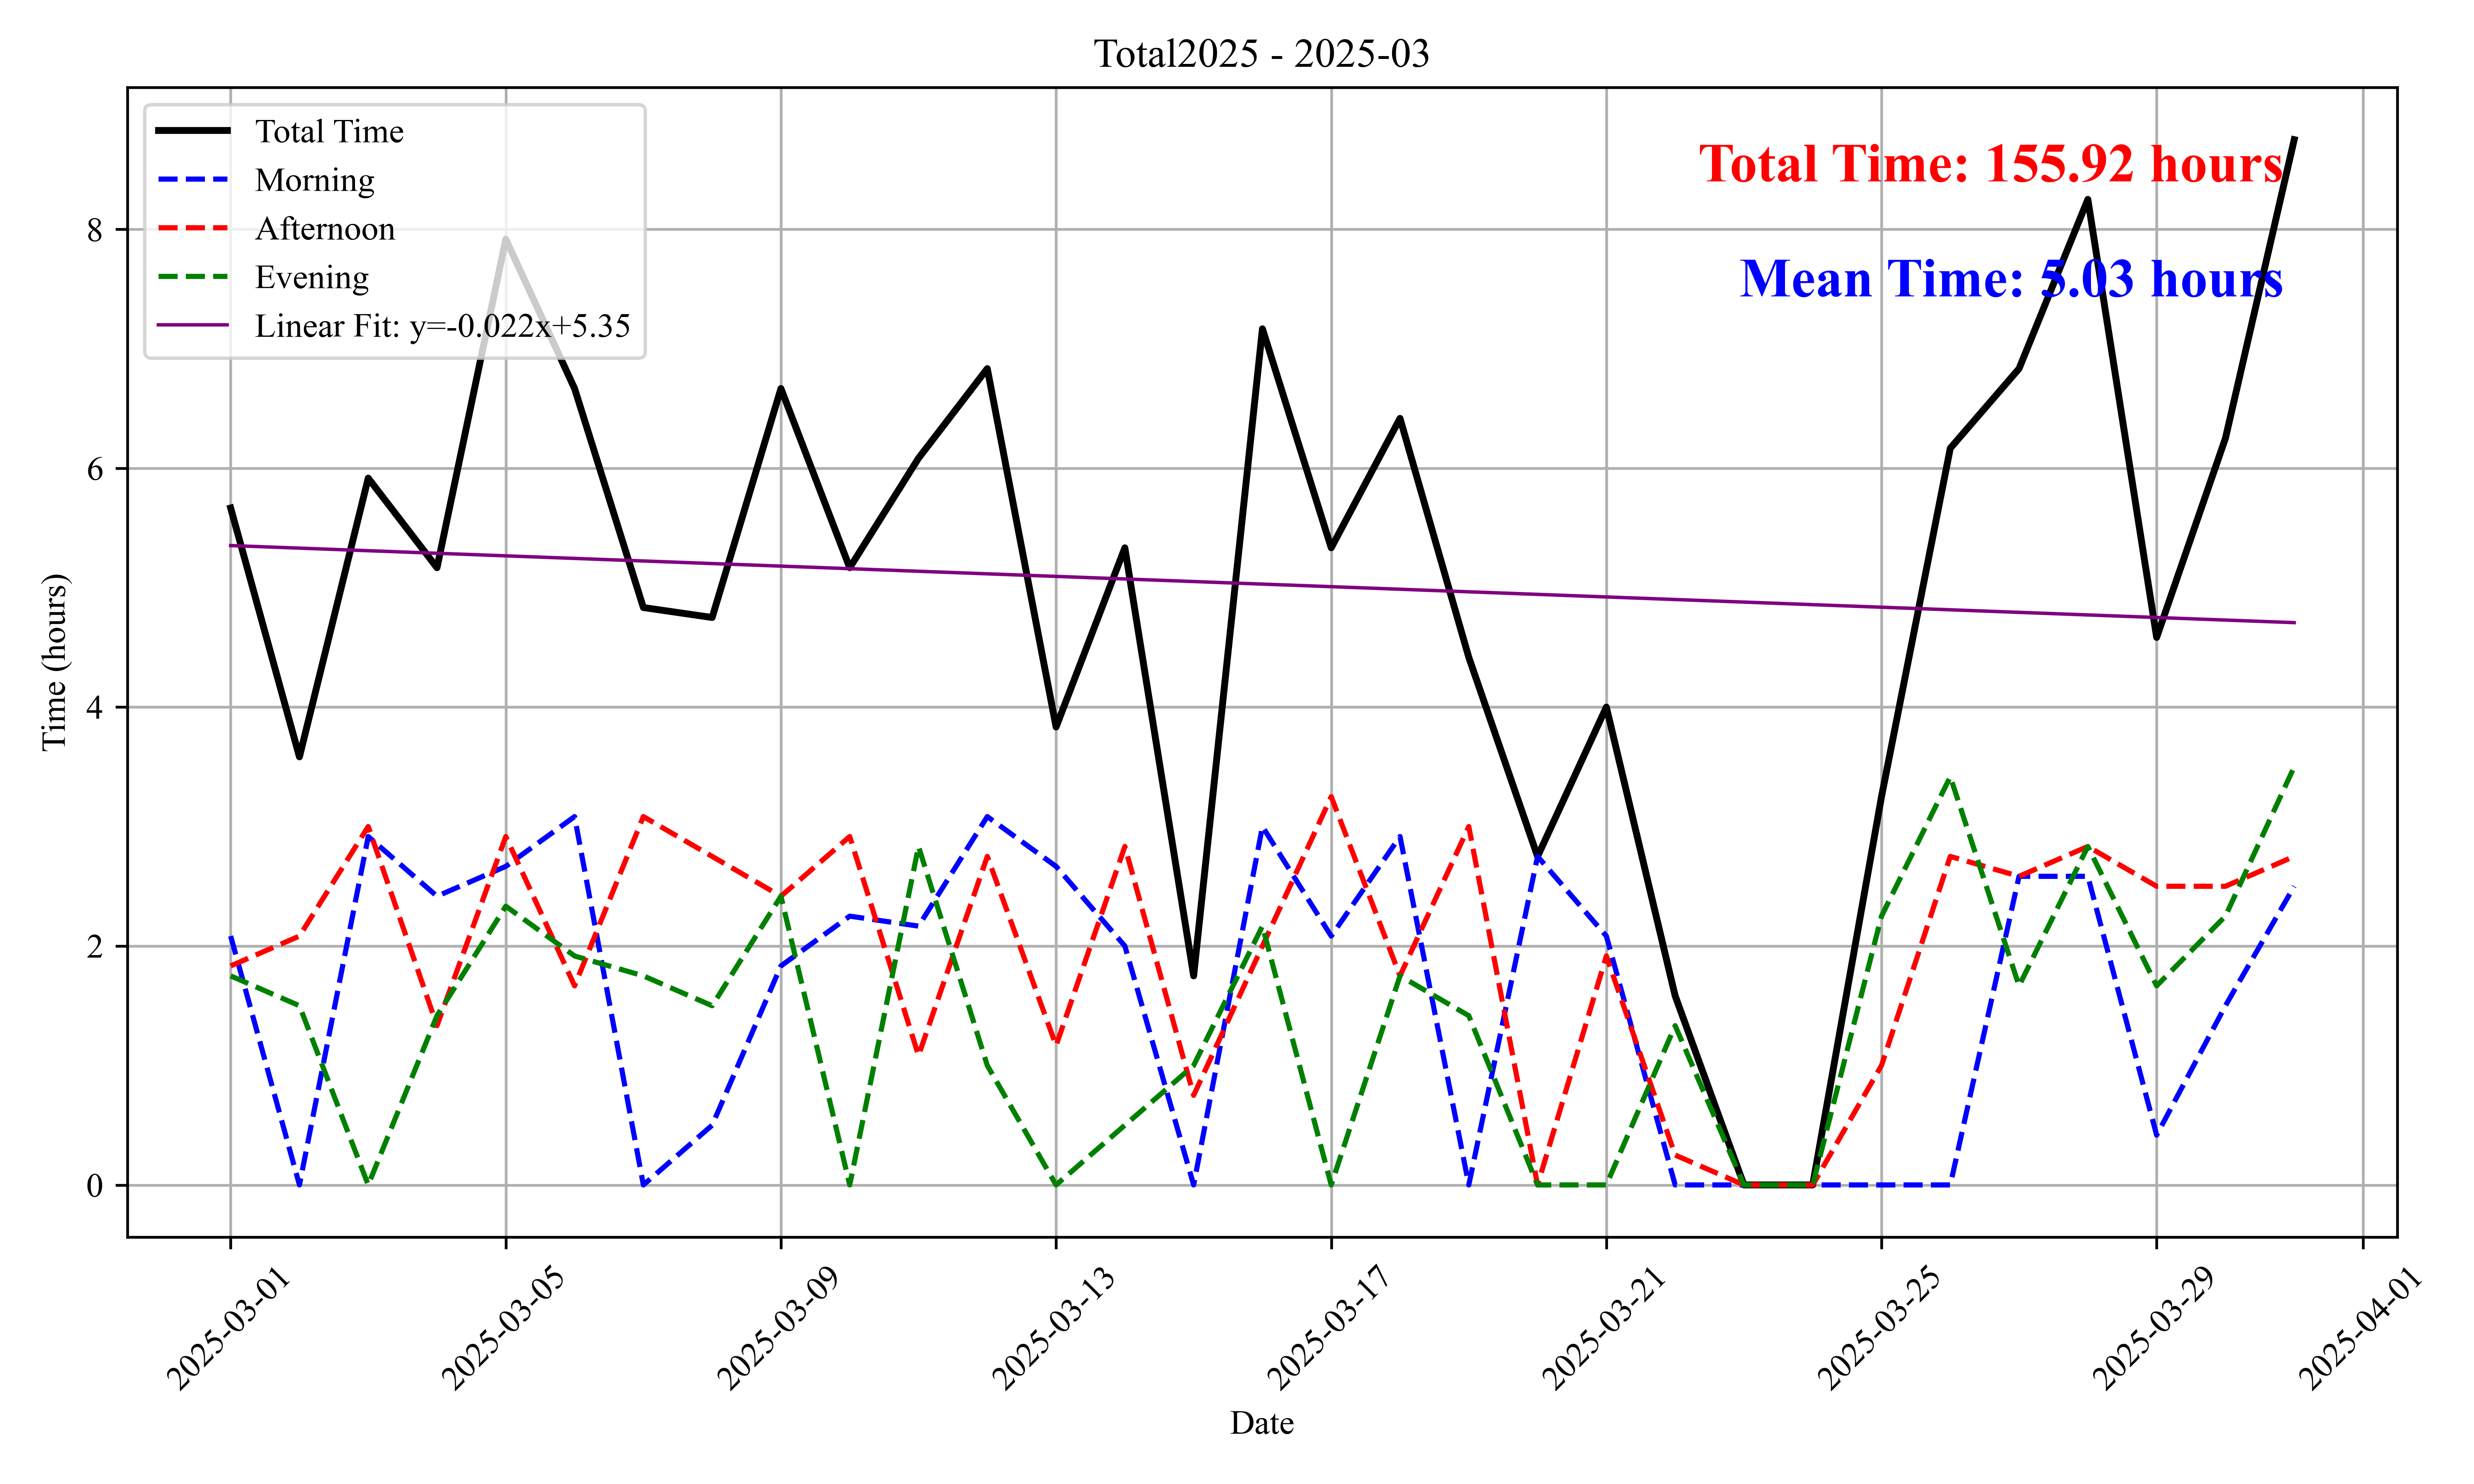 Total2025 - 2025-03
Total Time
Morning
Afternoon
Evening
Linear Fit: y=-0.022x+5.35
Total Time: 155.92 hours
Mean Time: 5.03 hours
Time (hours)
8
6
4
2
0
2025-03-01
2025-03-05
2025-03-09
2025-03-13
2025-03-17
2025-03-21
2025-03-25
2025-03-29
2025-04-01
Date